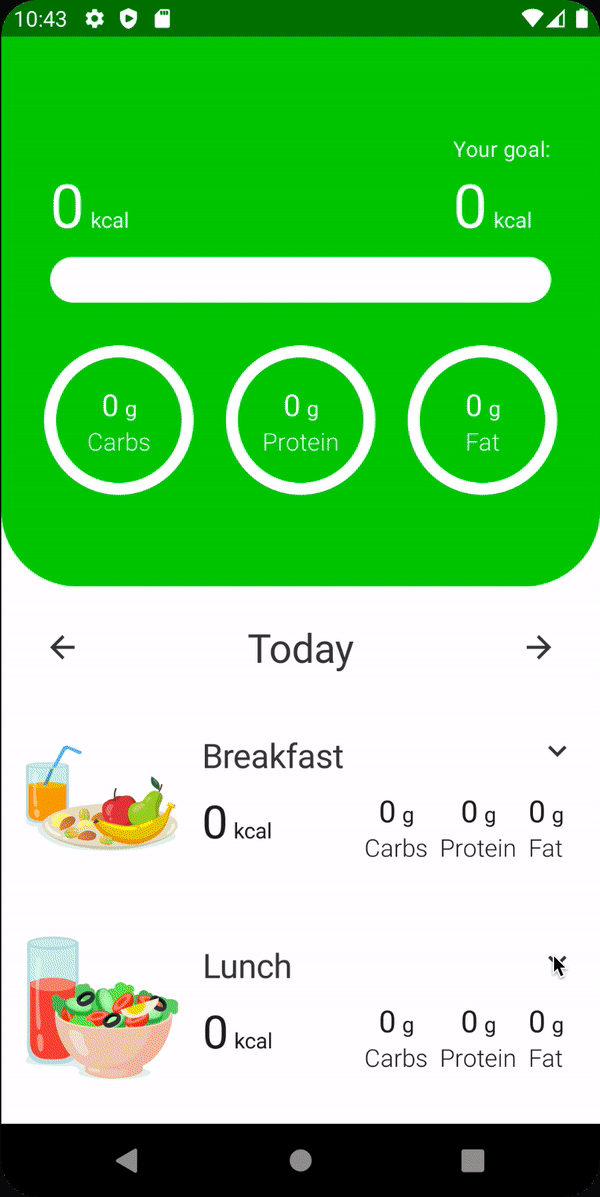 10:43
Your goal:
0 kcal 0 kcal
0 g 0 g 0 g
Carbs Protein Fat
Today
Breakfast
0 kcal 0 g 0 g 0 g
Carbs Protein Fat
Lunch
0 kcal 0 g 0 g 0 g
Carbs Protein Fat